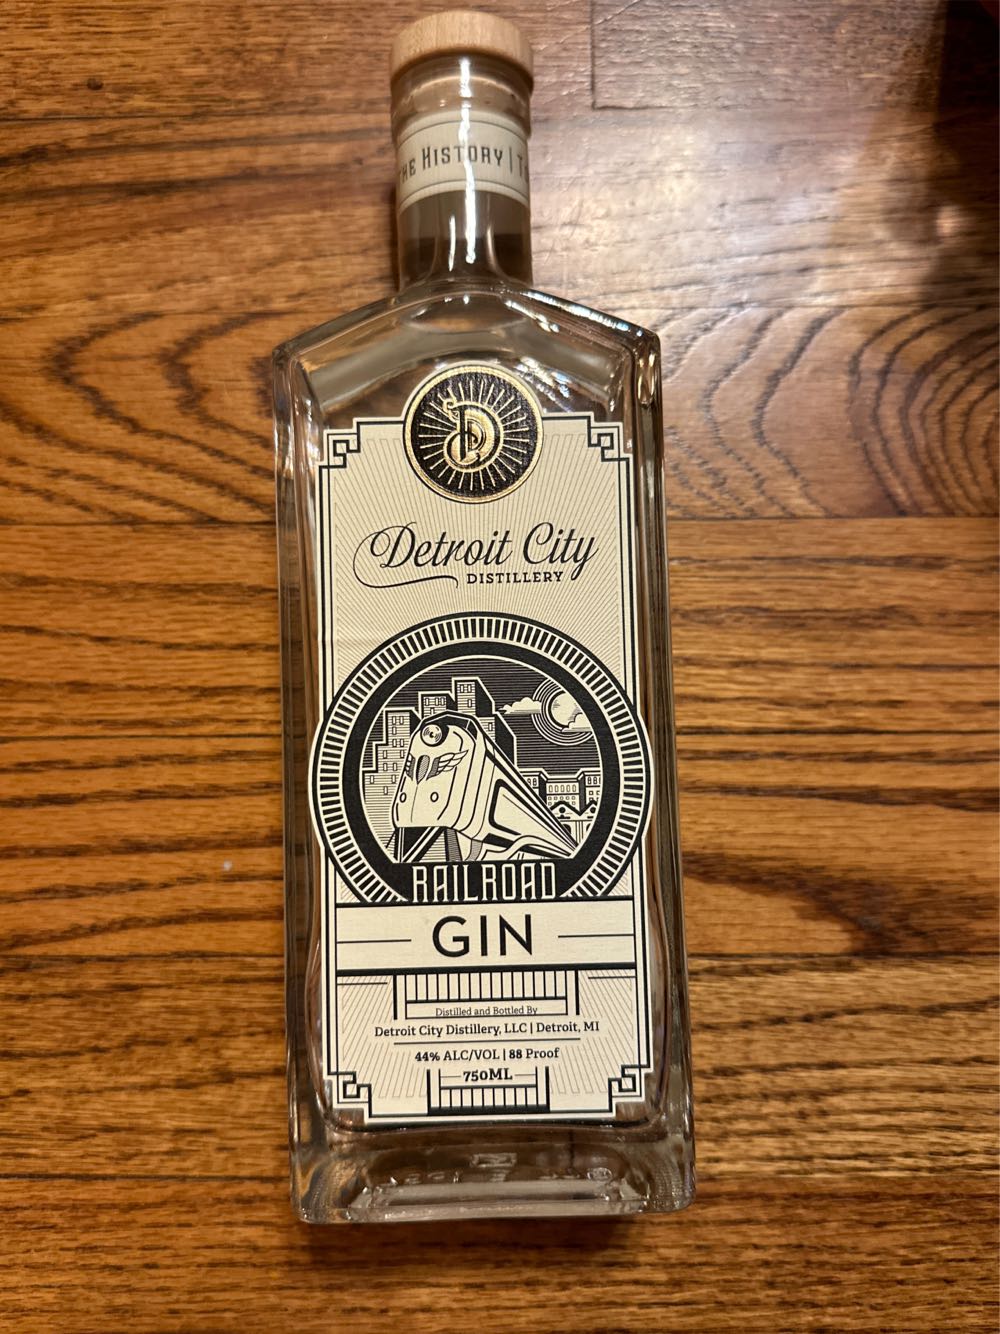 THE HISTORY |
D
Detroit City
DISTILLERY
RAILROAD
GIN
Distilled and Bottled By
Detroit City Distillery, LLC | Detroit, MI
44% ALC/VOL | 88 Proof
750ML